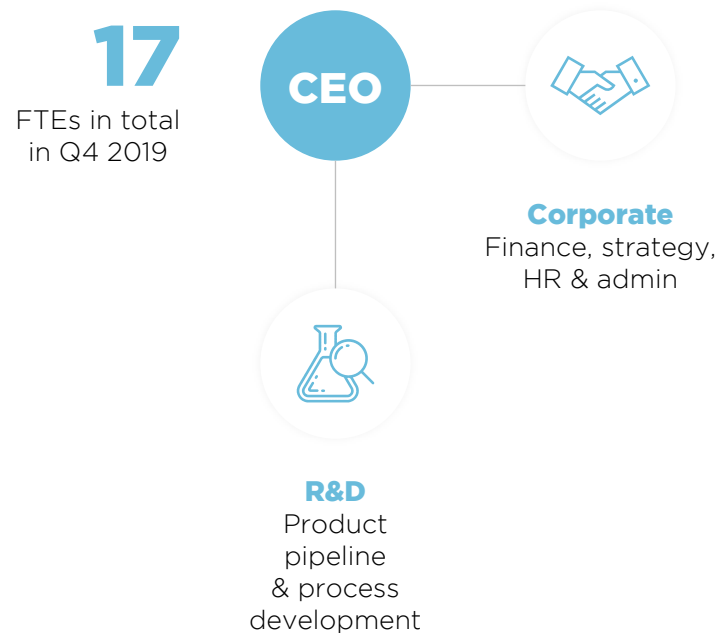 17
FTEs in total
in Q4 2019
CEO
Corporate
Finance, strategy,
HR & admin
R&D
Product
pipeline
& process
development